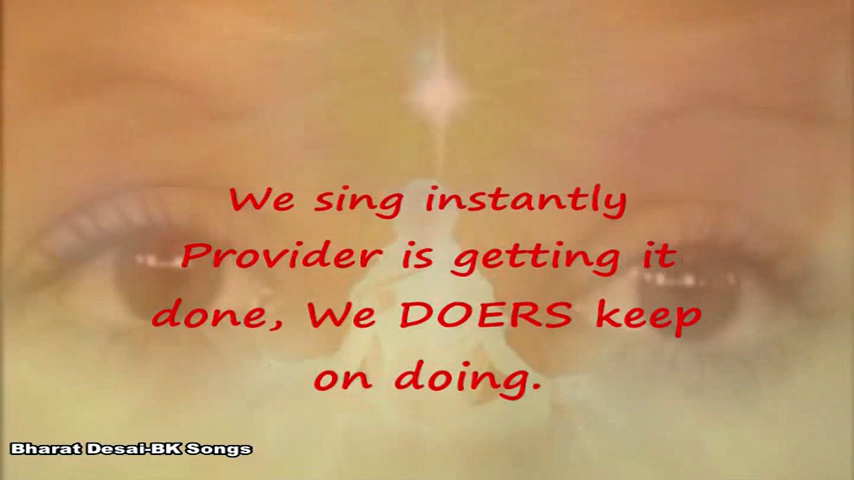 We sing instantly
Provider is getting it
done, We DOERS keep
on doing.
Bharat Desai-BK Songs